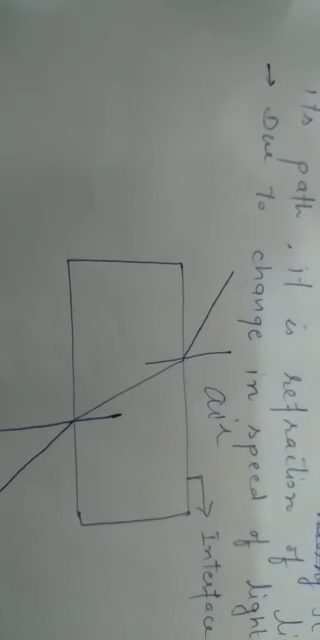 its path, it is refraction of
→ Due to change in speed of light
air
Interface